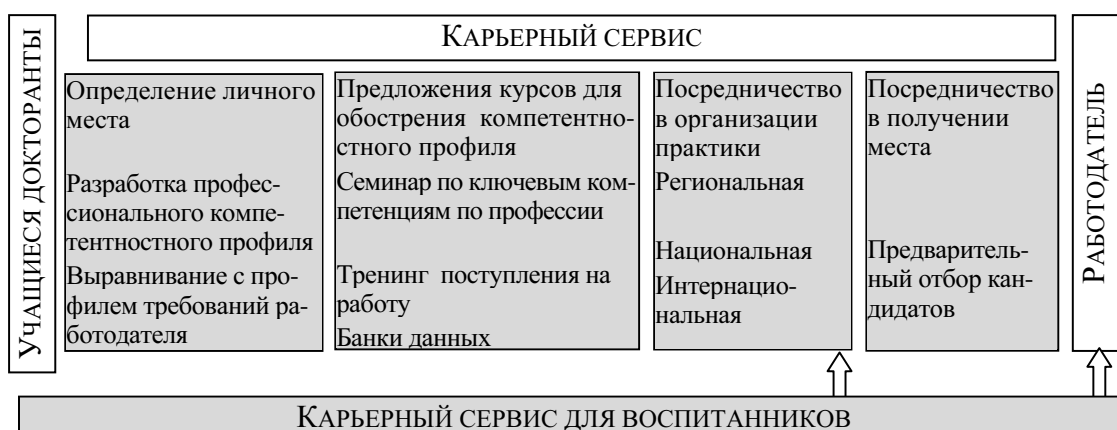 УЧАЩИЕСЯ ДОКТОРАНТЫ
КАРЬЕРНЫЙ СЕРВИС
Определение личного
места
Разработка профес-
сионального компе-
тентностного профиля
Выравнивание с про-
филем требований ра-
ботодателя
Предложения курсов для
обострения компетентно-
стного профиля
Семинар по ключевым ком-
петенциям по профессии
Тренинг поступления на
работу
Банки данных
Посредничество
в организации
практики
Региональная
Национальная
Интернацио-
нальная
Посредничество
в получении
места
Предваритель-
ный отбор кан-
дидатов
РАБОТОДАТЕЛЬ
КАРЬЕРНЫЙ СЕРВИС ДЛЯ ВОСПИТАННИКОВ